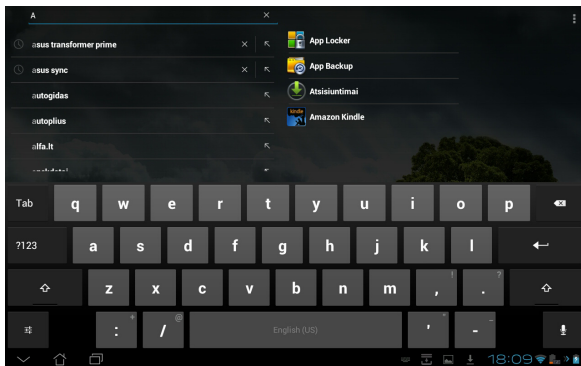 A
asus transformer prime
asus sync
autogidas
autoplius
alfa.lt
App Locker
App Backup
Atsisiuntimai
kindle
Amazon Kindle
Tab q w e r t y u i o p
?123 a s d f g h j k l
z x c v b n m , ! . ?
: * / @ English (US) ' " - _
18:09